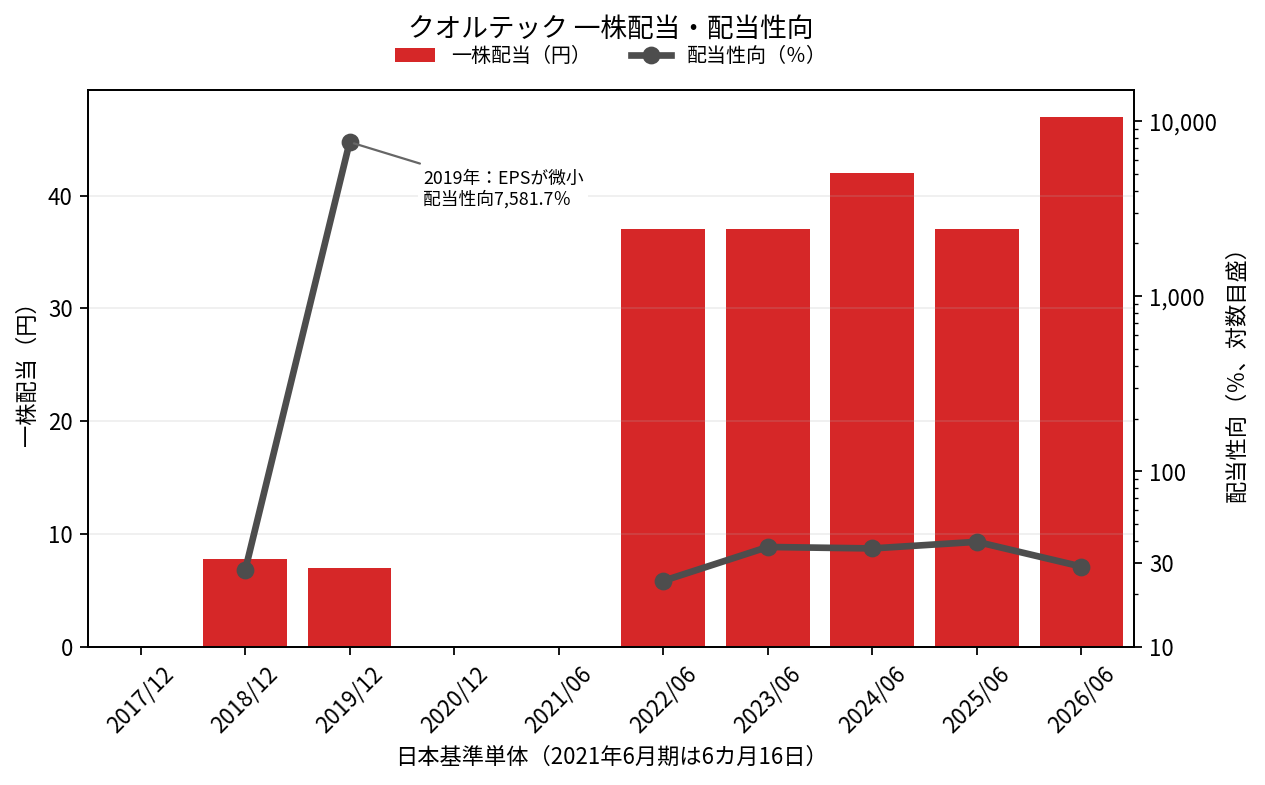 クオルテック 一株配当・配当性向
一株配当（円）
配当性向（%）
2019年：EPSが微小
配当性向7,581.7%
一株配当（円）
40
30
20
10
0
配当性向（%、対数目盛）
10,000
1,000
100
30
10
2017/12
2018/12
2019/12
2020/12
2021/06
2022/06
2023/06
2024/06
2025/06
2026/06
日本基準単体（2021年6月期は6カ月16日）